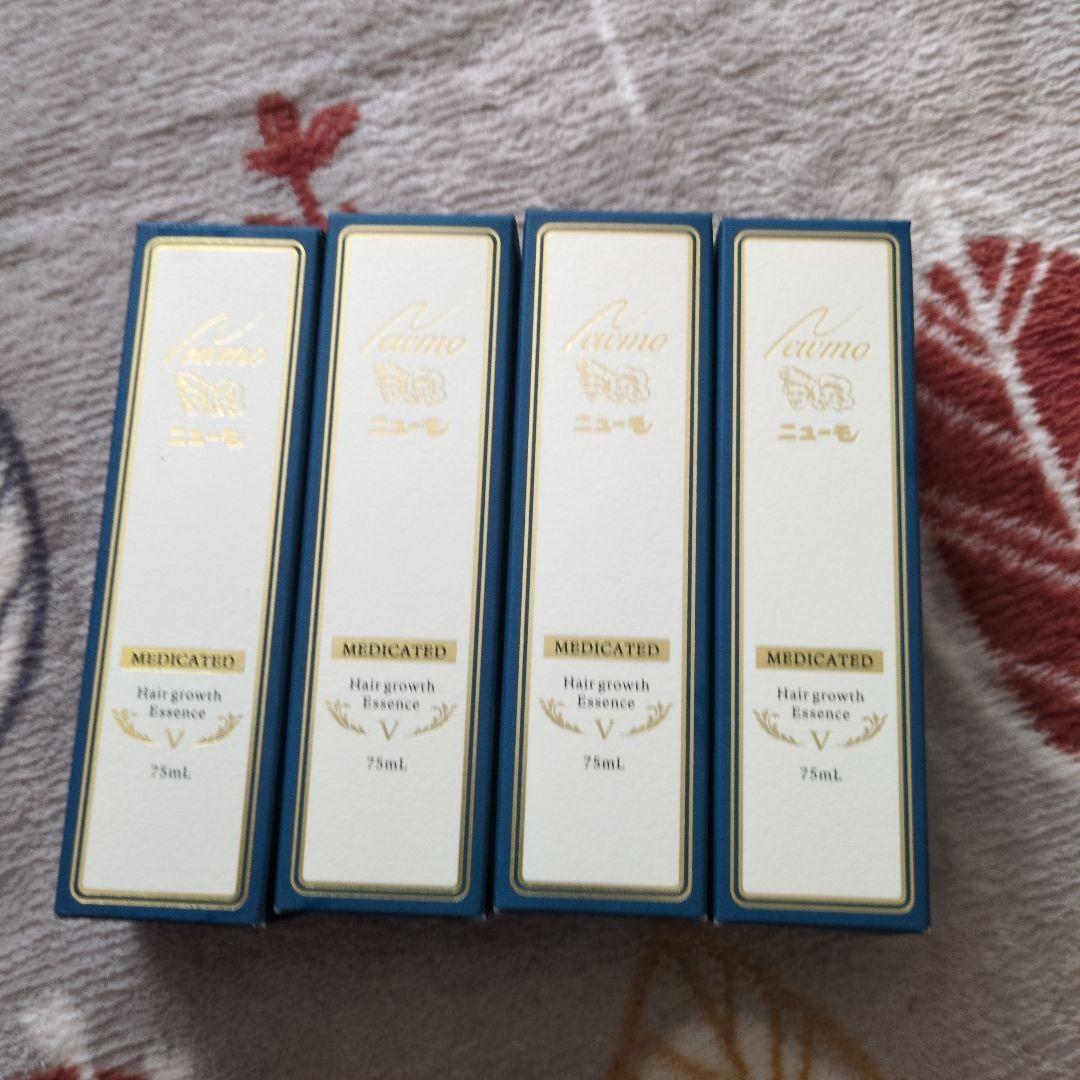 Newmo
ニューモ
MEDICATED
Hair growth
Essence
V
75mL
Newmo
ニューモ
MEDICATED
Hair growth
Essence
V
75mL
Newmo
ニューモ
MEDICATED
Hair growth
Essence
V
75mL
Newmo
ニューモ
MEDICATED
Hair growth
Essence
V
75mL